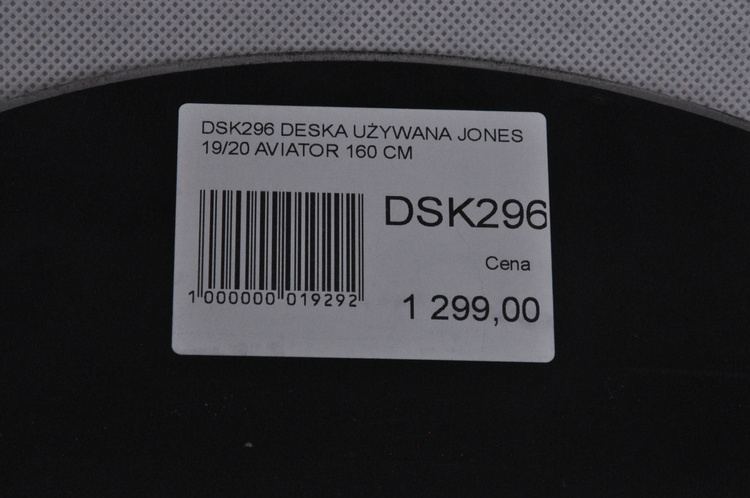 DSK296 DESKA UŻYWANA JONES
19/20 AVIATOR 160 CM
DSK296
Cena
1 299,00
1 000000 019292